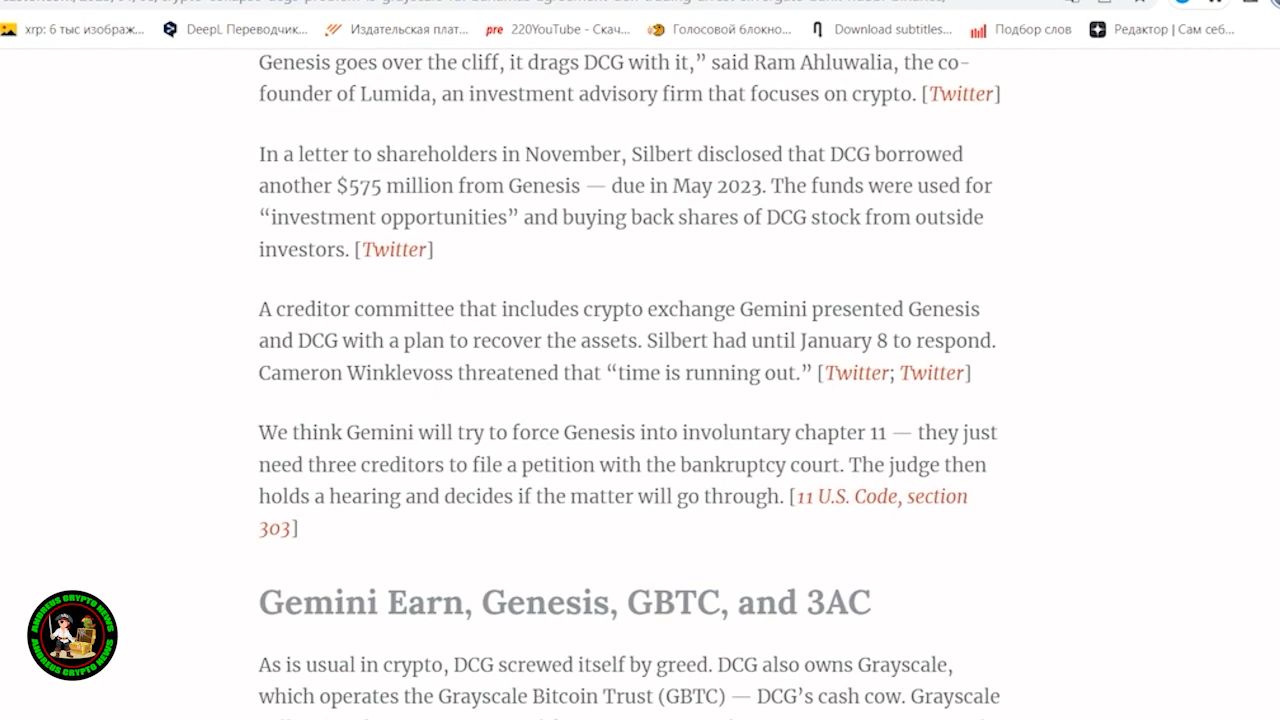 xrp: 6 тыс изображ...
DeepL Переводчик...
Издательская плат...
pre 220YouTube - Скач...
Голосовой блокно...
Download subtitles...
Подбор слов
Редактор | Сам себ...
Genesis goes over the cliff, it drags DCG with it,” said Ram Ahluwalia, the co-
founder of Lumida, an investment advisory firm that focuses on crypto. [Twitter]
In a letter to shareholders in November, Silbert disclosed that DCG borrowed
another $575 million from Genesis — due in May 2023. The funds were used for
“investment opportunities” and buying back shares of DCG stock from outside
investors. [Twitter]
A creditor committee that includes crypto exchange Gemini presented Genesis
and DCG with a plan to recover the assets. Silbert had until January 8 to respond.
Cameron Winklevoss threatened that “time is running out.” [Twitter; Twitter]
We think Gemini will try to force Genesis into involuntary chapter 11 — they just
need three creditors to file a petition with the bankruptcy court. The judge then
holds a hearing and decides if the matter will go through. [11 U.S. Code, section
303]
Gemini Earn, Genesis, GBTC, and 3AC
As is usual in crypto, DCG screwed itself by greed. DCG also owns Grayscale,
which operates the Grayscale Bitcoin Trust (GBTC) — DCG’s cash cow. Grayscale
ANDREUS CRYPTO NEWS
ANDREUS CRYPTO NEWS